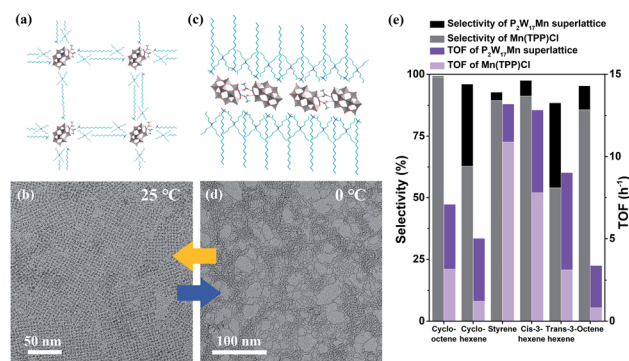 (a)
(c)
(e)
Selectivity of P₂W₁₇Mn superlattice
Selectivity of Mn(TPP)Cl
TOF of P₂W₁₇Mn superlattice
TOF of Mn(TPP)Cl
100
75
50
25
0
Selectivity (%)
15
10
5
0
TOF (h⁻¹)
Cyclo- Cyclo- Styrene Cis-3- Trans-3-Octene
octene hexene hexene hexene
(b)
25 °C
50 nm
(d)
0 °C
100 nm